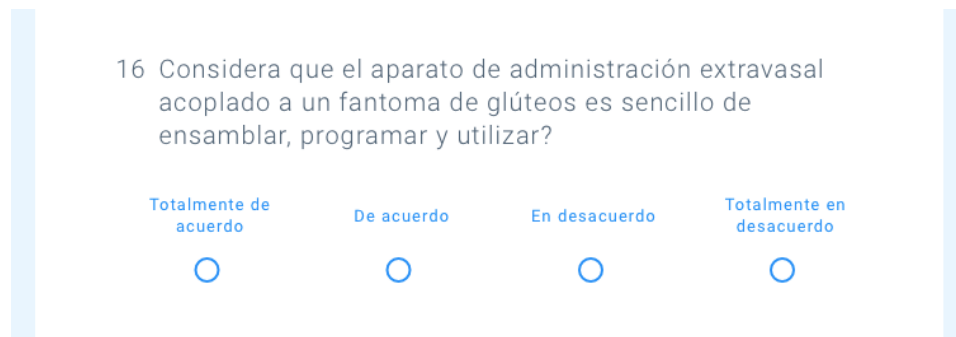 16 Considera que el aparato de administración extravasal
acoplado a un fantoma de glúteos es sencillo de
ensamblar, programar y utilizar?
Totalmente de
acuerdo
De acuerdo
En desacuerdo
Totalmente en
desacuerdo